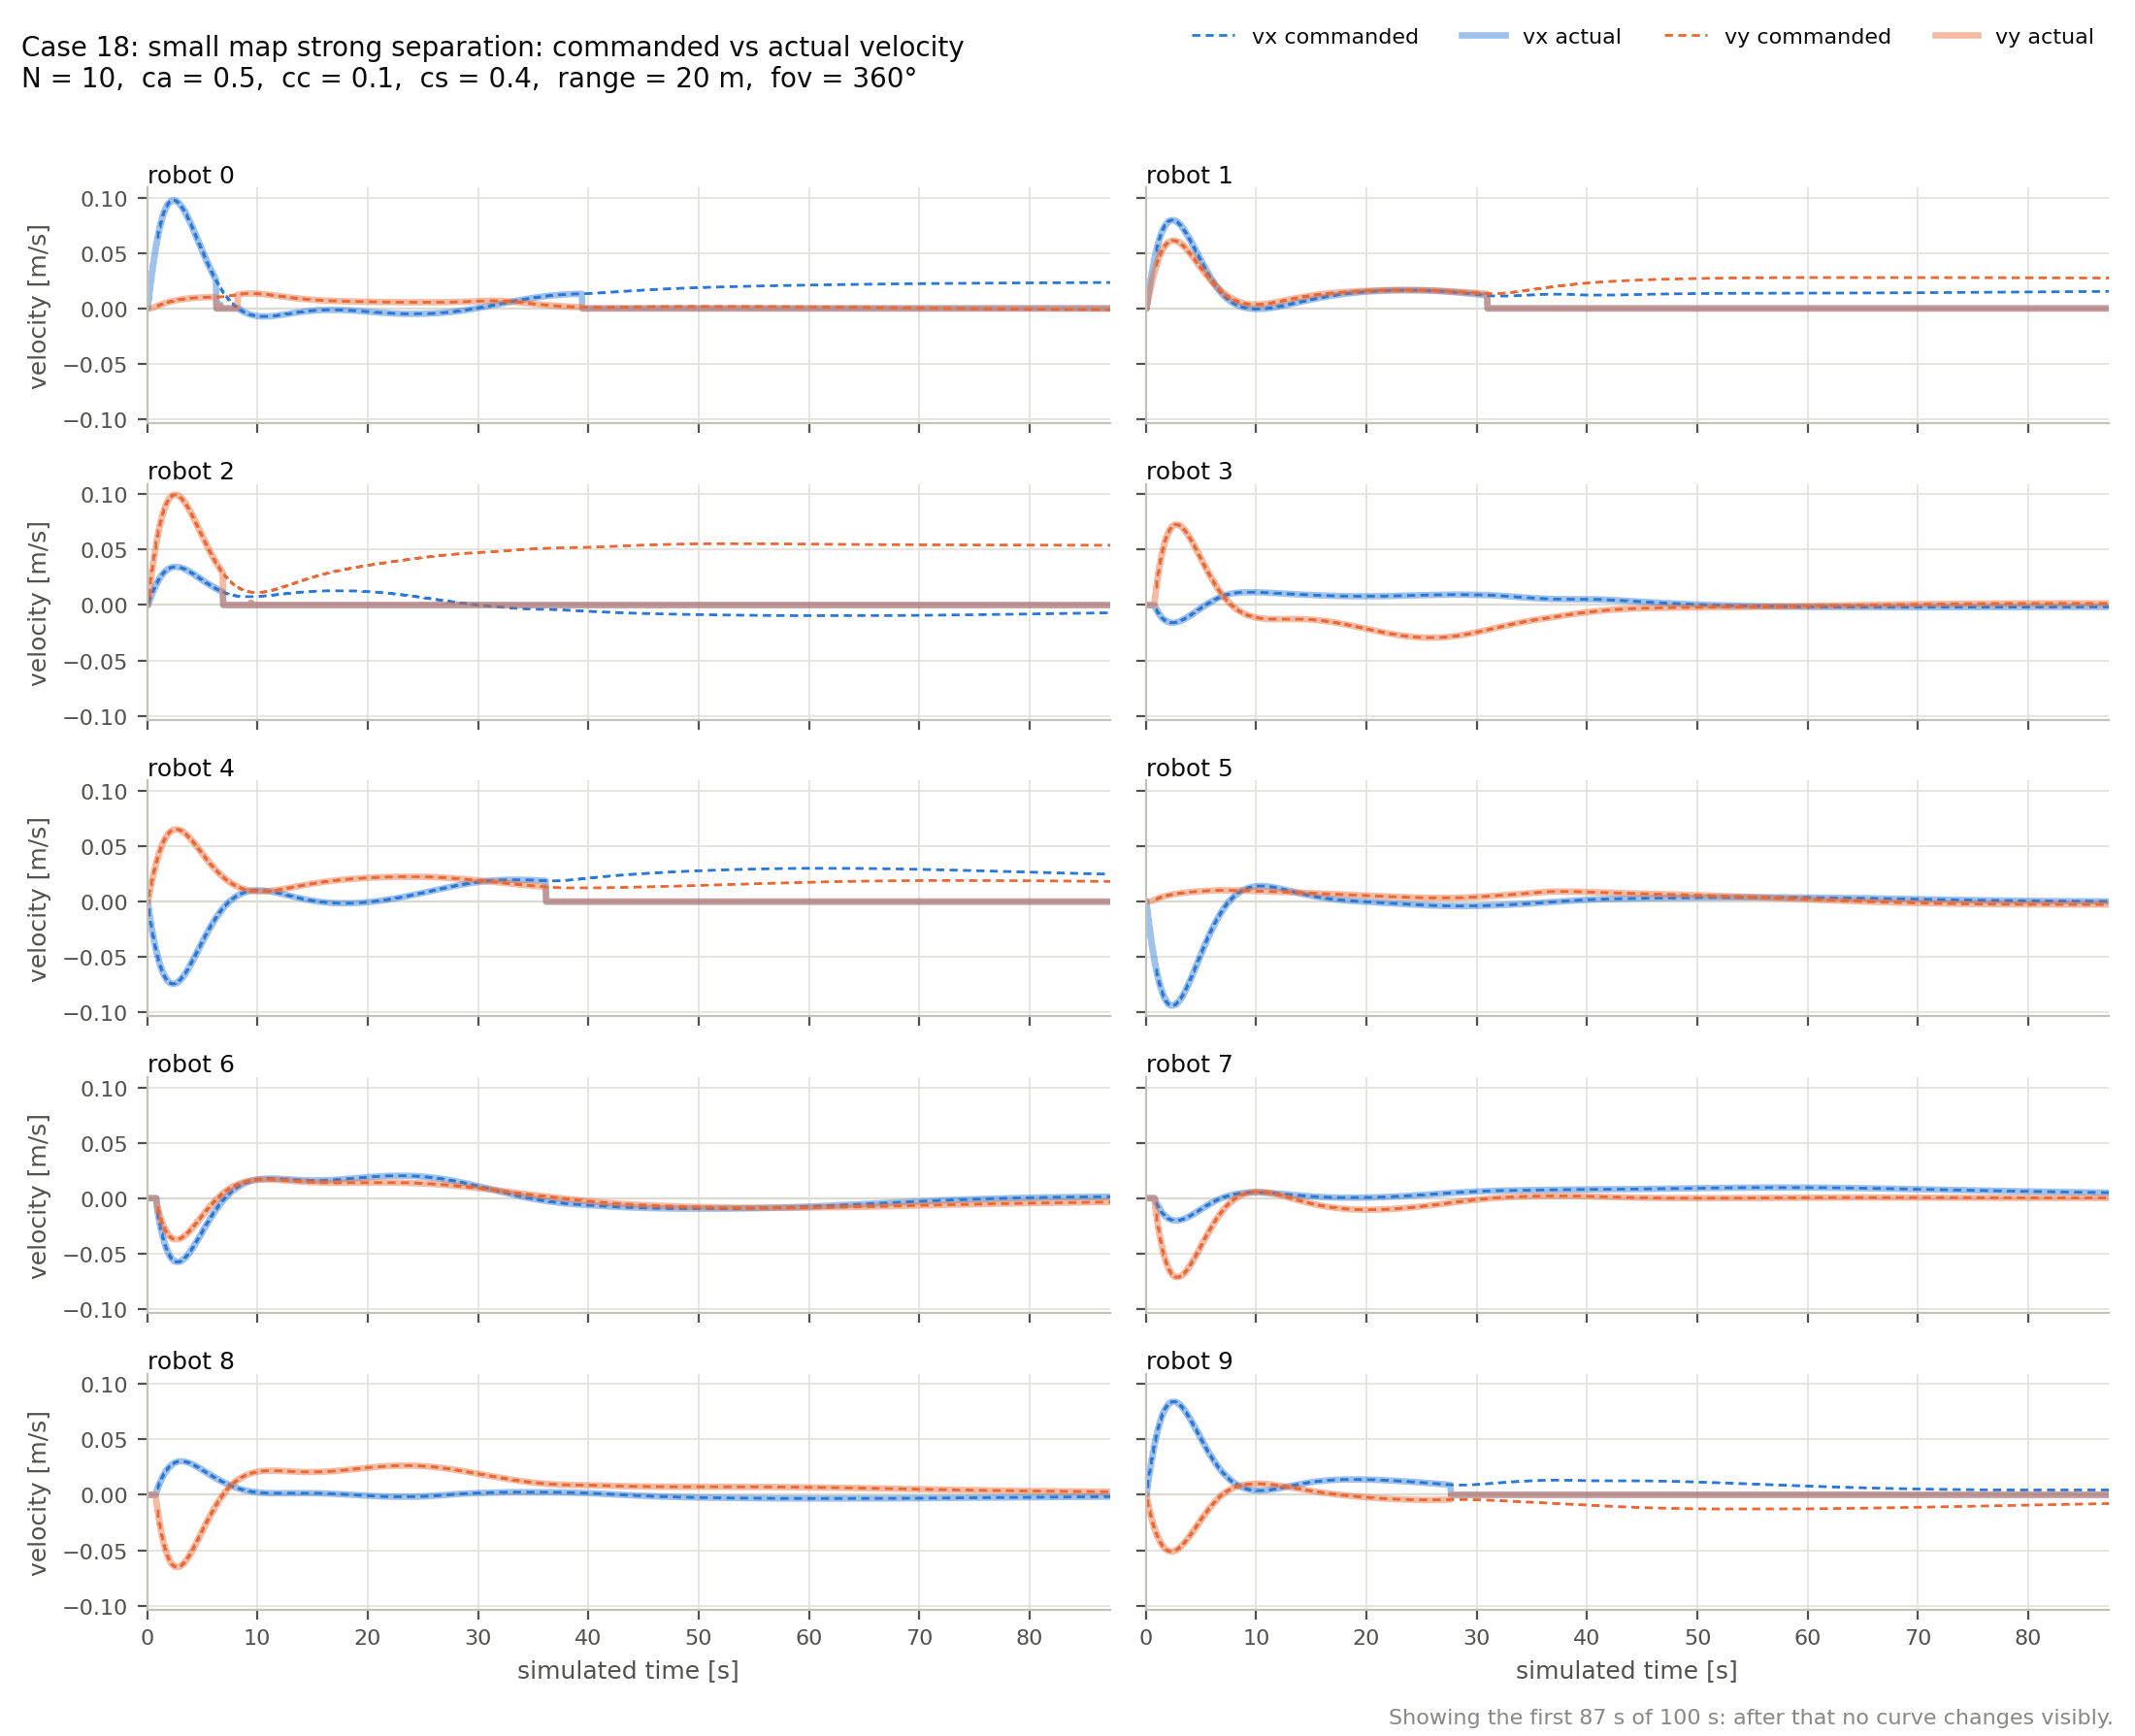 Case 18: small map strong separation: commanded vs actual velocity
N = 10,  ca = 0.5,  cc = 0.1,  cs = 0.4,  range = 20 m,  fov = 360°
vx commanded vx actual vy commanded vy actual
robot 0
velocity [m/s]
0.10
0.05
0.00
−0.05
−0.10
robot 1
robot 2
velocity [m/s]
0.10
0.05
0.00
−0.05
−0.10
robot 3
robot 4
velocity [m/s]
0.10
0.05
0.00
−0.05
−0.10
robot 5
robot 6
velocity [m/s]
0.10
0.05
0.00
−0.05
−0.10
robot 7
robot 8
velocity [m/s]
0.10
0.05
0.00
−0.05
−0.10
0 10 20 30 40 50 60 70 80
simulated time [s]
robot 9
0 10 20 30 40 50 60 70 80
simulated time [s]
Showing the first 87 s of 100 s: after that no curve changes visibly.